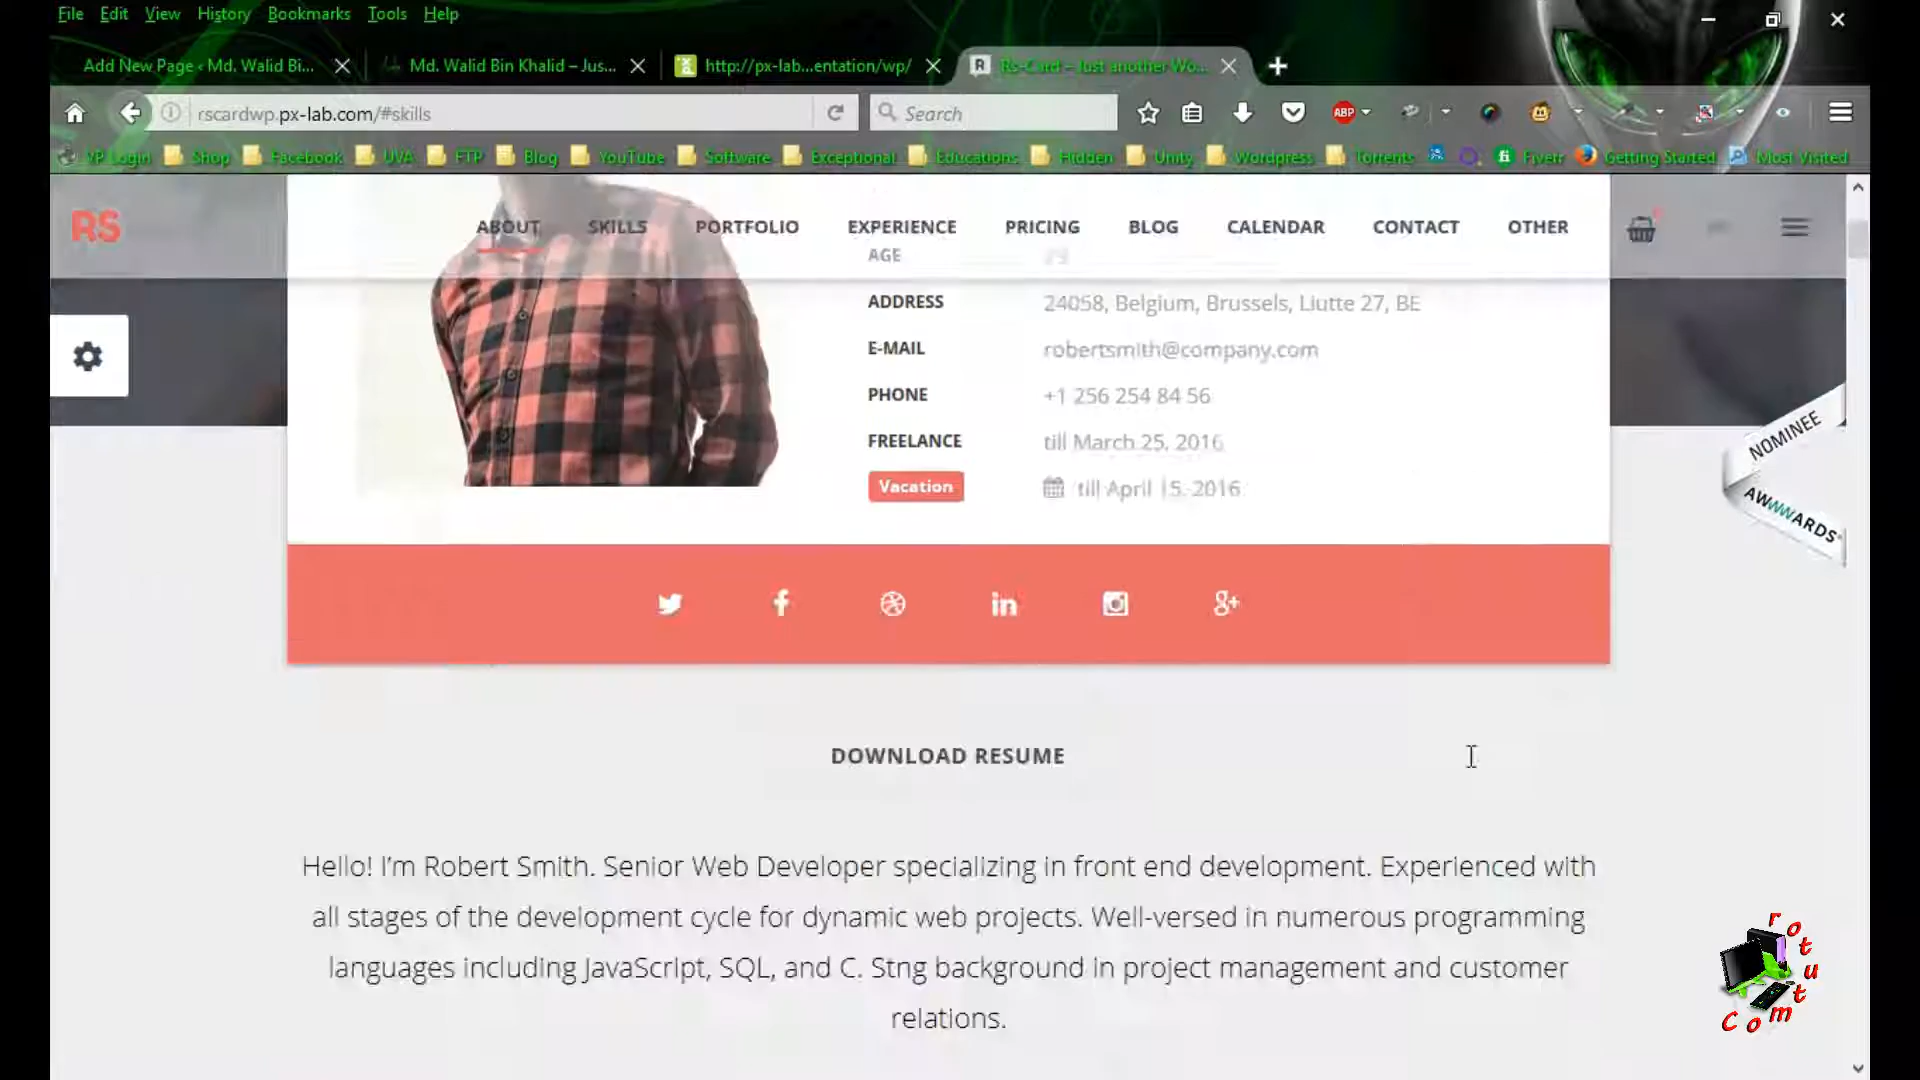 File Edit View History Bookmarks Tools Help
Add New Page ‹ Md. Walid Bi... Md. Walid Bin Khalid – Jus... http://px-lab...entation/wp/ Rs-Card – Just another Wo...
rscardwp.px-lab.com/#skills Search ABP
VP Login Shop Facebook UVA FTP Blog YouTube Software Exceptional Educations Hidden Unity Wordpress Torrents Fiverr Getting Started Most Visited
RS ABOUT SKILLS PORTFOLIO EXPERIENCE PRICING BLOG CALENDAR CONTACT OTHER
AGE
ADDRESS 24058, Belgium, Brussels, Liutte 27, BE
E-MAIL robertsmith@company.com
PHONE +1 256 254 84 56
FREELANCE till March 25, 2016
Vacation till April 15, 2016
NOMINEE
AWWWARDS
DOWNLOAD RESUME
Hello! I’m Robert Smith. Senior Web Developer specializing in front end development. Experienced with
all stages of the development cycle for dynamic web projects. Well-versed in numerous programming
languages including JavaScript, SQL, and C. Stng background in project management and customer
relations.
Comtutor